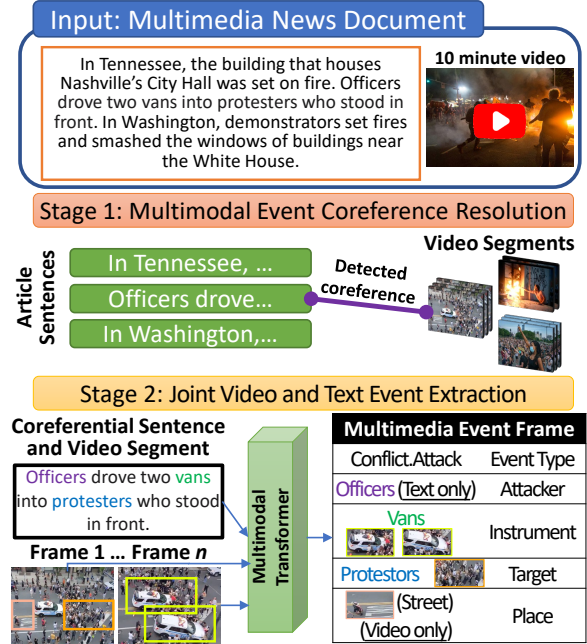 Input: Multimedia News Document
In Tennessee, the building that houses
Nashville's City Hall was set on fire. Officers
drove two vans into protesters who stood in
front. In Washington, demonstrators set fires
and smashed the windows of buildings near
the White House.
10 minute video
Stage 1: Multimodal Event Coreference Resolution
Article
Sentences
In Tennessee, ...
Officers drove...
In Washington,...
Detected
coreference
Video Segments
Stage 2: Joint Video and Text Event Extraction
Coreferential Sentence
and Video Segment
Officers drove two vans
into protesters who stood
in front.
Frame 1 ... Frame n
Multimodal
Transformer
Multimedia Event Frame
Conflict.Attack Event Type
Officers (Text only) Attacker
Vans Instrument
Protestors Target
(Street)
(Video only) Place